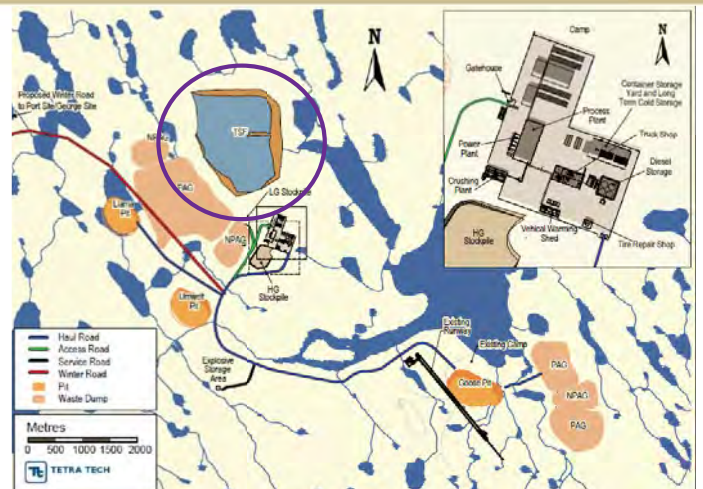 Proposed Winter Road
to Port Site/George Site
N
TSF
NPAG
PAG
LG Stockpile
Llama
Pit
NPAG
HG
Stockpile
Umwelt
Pit
Explosive
Storage
Area
Existing
Runway
Existing Camp
Goose Pit
PAG
NPAG
PAG
Haul Road
Access Road
Service Road
Winter Road
Pit
Waste Dump
Metres
0 500 1000 1500 2000
Tt TETRA TECH
Camp
N
Gatehouse
Container Storage
Yard and Long
Term Cold Storage
Process
Plant
Truck Shop
Power
Plant
Diesel
Storage
Crushing
Plant
HG
Stockpile
Vehical Warming
Shed
Tire Repair Shop